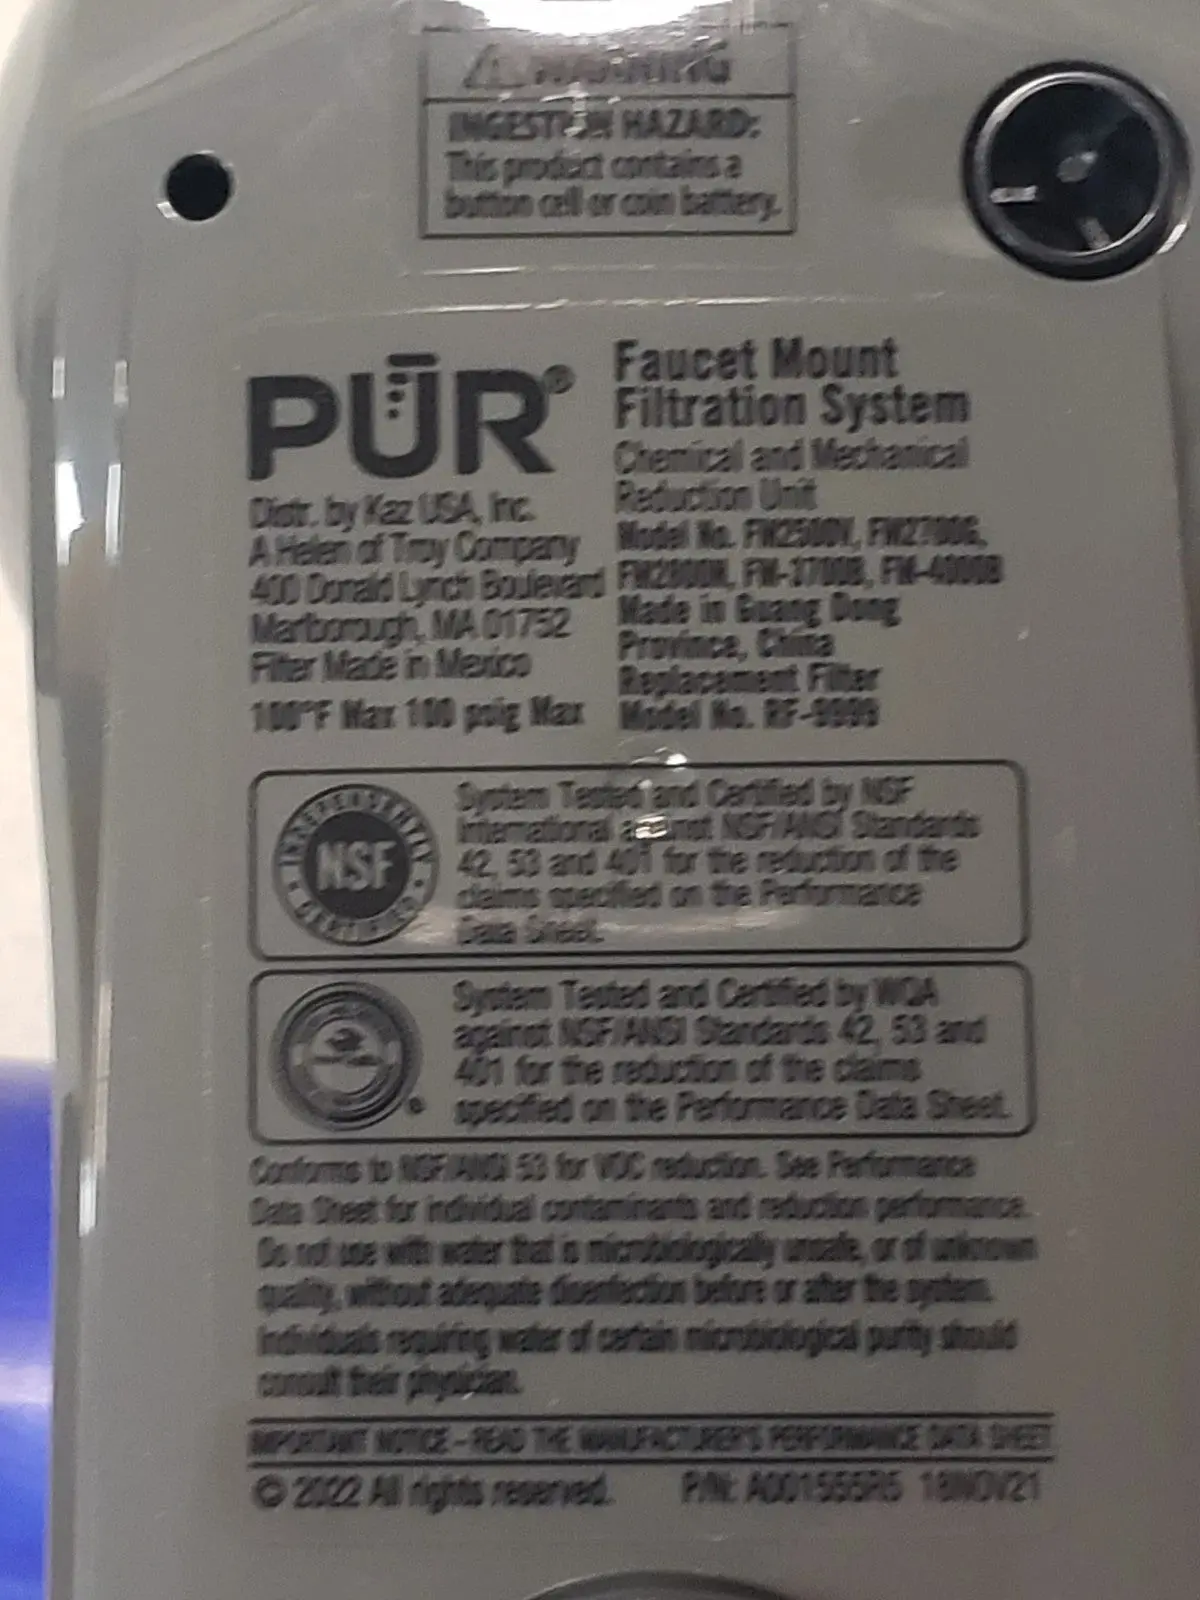 WARNING
INGESTION HAZARD:
This product contains a
button cell or coin battery.
PŪR®
Distr. by Kaz USA, Inc.
A Helen of Troy Company
400 Donald Lynch Boulevard
Marlborough, MA 01752
Filter Made in Mexico
100°F Max 100 psig Max
Faucet Mount
Filtration System
Chemical and Mechanical
Reduction Unit
Model No. FM2500V,
Made in Guang Dong
Province, China
Replacement Filter
Model No. RF-9999
INDEPENDENTLY
NSF
CERTIFIED
System Tested and Certified by NSF
International against NSF/ANSI Standards
42, 53 and 401 for the reduction of the
claims specified on the Performance
Data Sheet.
System Tested and Certified by WQA
against NSF/ANSI Standards 42, 53 and
401 for the reduction of the claims
specified on the Performance Data Sheet.
®
Conforms to NSF/ANSI 53 for VOC reduction. See Performance
Data Sheet for individual contaminants and reduction performance.
Do not use with water that is microbiologically unsafe, or of unknown
quality, without adequate disinfection before or after the system.
Individuals requiring water of certain microbiological purity should
consult their physician.
IMPORTANT NOTICE – READ THE MANUFACTURER'S PERFORMANCE DATA SHEET
© 2022 All rights reserved. P/N: A001555R5 18NOV21